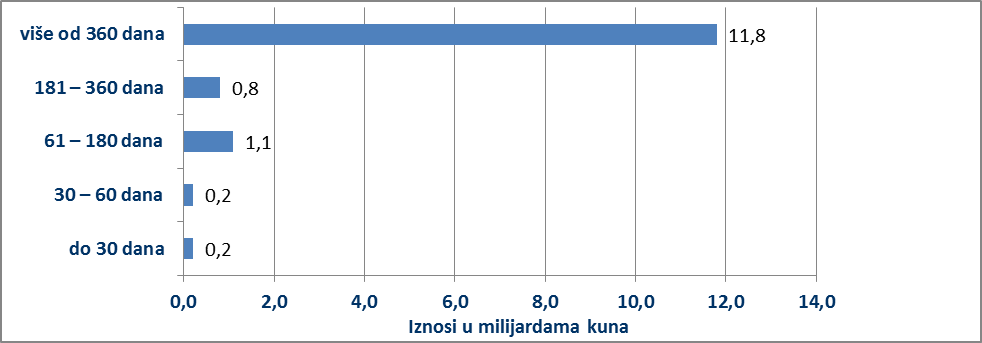 više od 360 dana 11,8
181 – 360 dana 0,8
61 – 180 dana 1,1
30 – 60 dana 0,2
do 30 dana 0,2
0,0 2,0 4,0 6,0 8,0 10,0 12,0 14,0
Iznosi u milijardama kuna